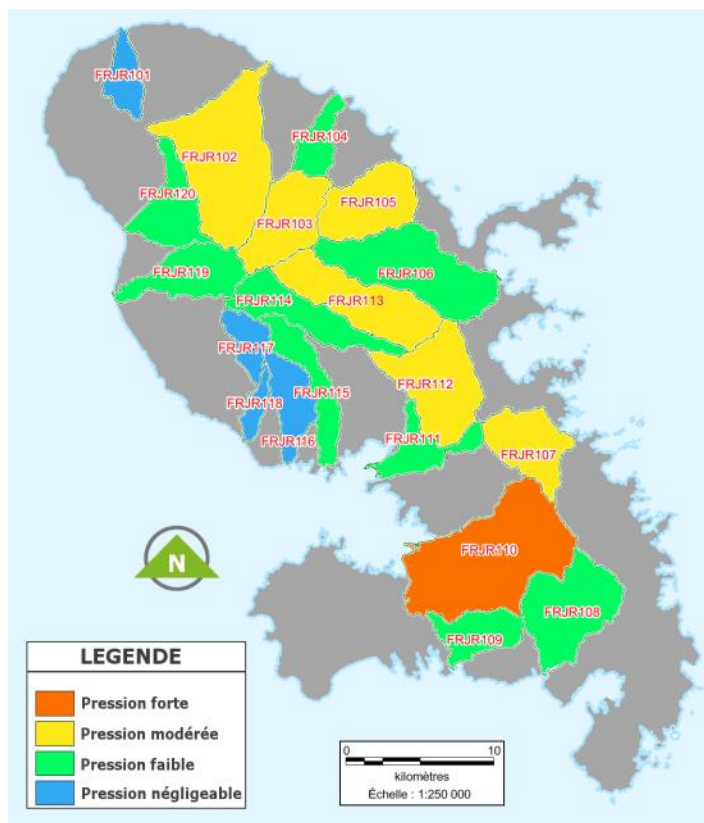 FRJR101
FRJR104
FRJR102
FRJR120
FRJR105
FRJR103
FRJR119
FRJR106
FRJR114
FRJR113
FRJR117
FRJR112
FRJR115
FRJR118
FRJR111
FRJR116
FRJR107
FRJR110
N
FRJR108
FRJR109
LEGENDE
Pression forte
Pression modérée
Pression faible
Pression négligeable
0 10
kilomètres
Échelle : 1:250 000